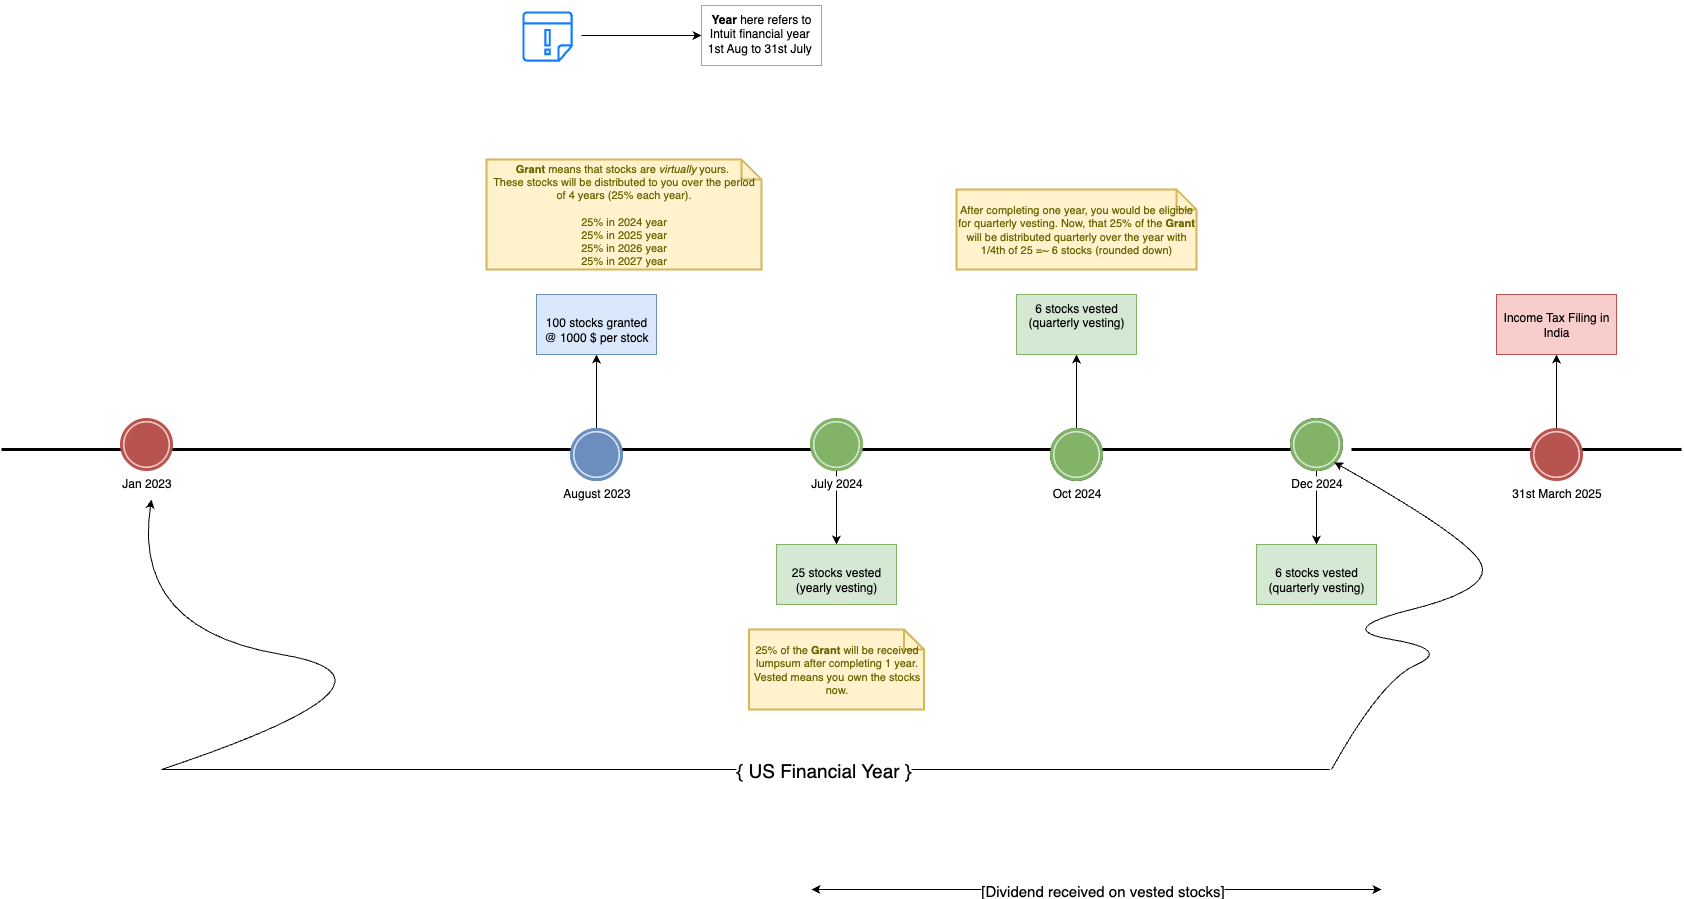 Year here refers to
Intuit financial year
1st Aug to 31st July
Grant means that stocks are virtually yours.
These stocks will be distributed to you over the period
of 4 years (25% each year).
25% in 2024 year
25% in 2025 year
25% in 2026 year
25% in 2027 year
After completing one year, you would be eligible
for quarterly vesting. Now, that 25% of the Grant
will be distributed quarterly over the year with
1/4th of 25 =~ 6 stocks (rounded down)
100 stocks granted
@ 1000 $ per stock
6 stocks vested
(quarterly vesting)
Income Tax Filing in
India
Jan 2023
August 2023
July 2024
Oct 2024
Dec 2024
31st March 2025
25 stocks vested
(yearly vesting)
6 stocks vested
(quarterly vesting)
25% of the Grant will be received
lumpsum after completing 1 year.
Vested means you own the stocks
now.
{ US Financial Year }
[Dividend received on vested stocks]